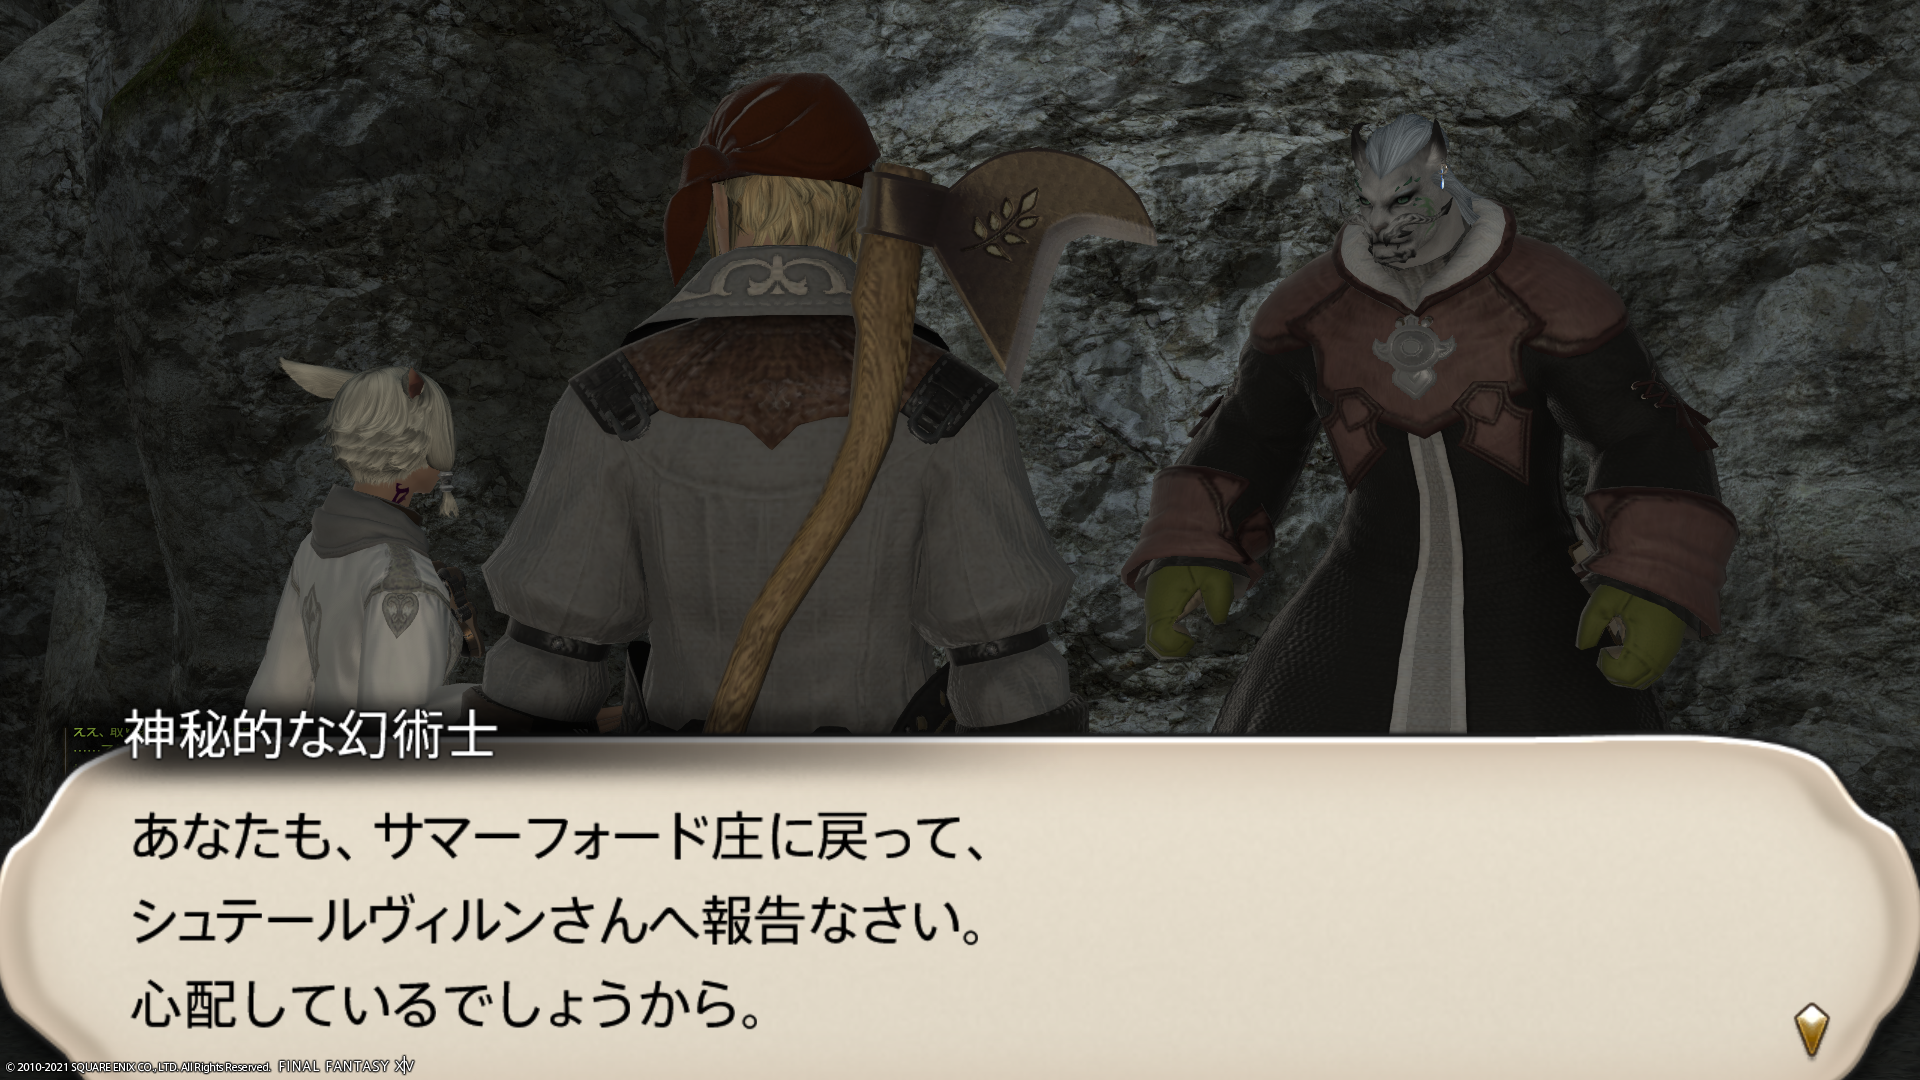 ええ、取
……
神秘的な幻術士
あなたも、サマーフォード庄に戻って、
シュテールヴィルンさんへ報告なさい。
心配しているでしょうから。
© 2010-2021 SQUARE ENIX CO., LTD. All Rights Reserved. FINAL FANTASY XIV